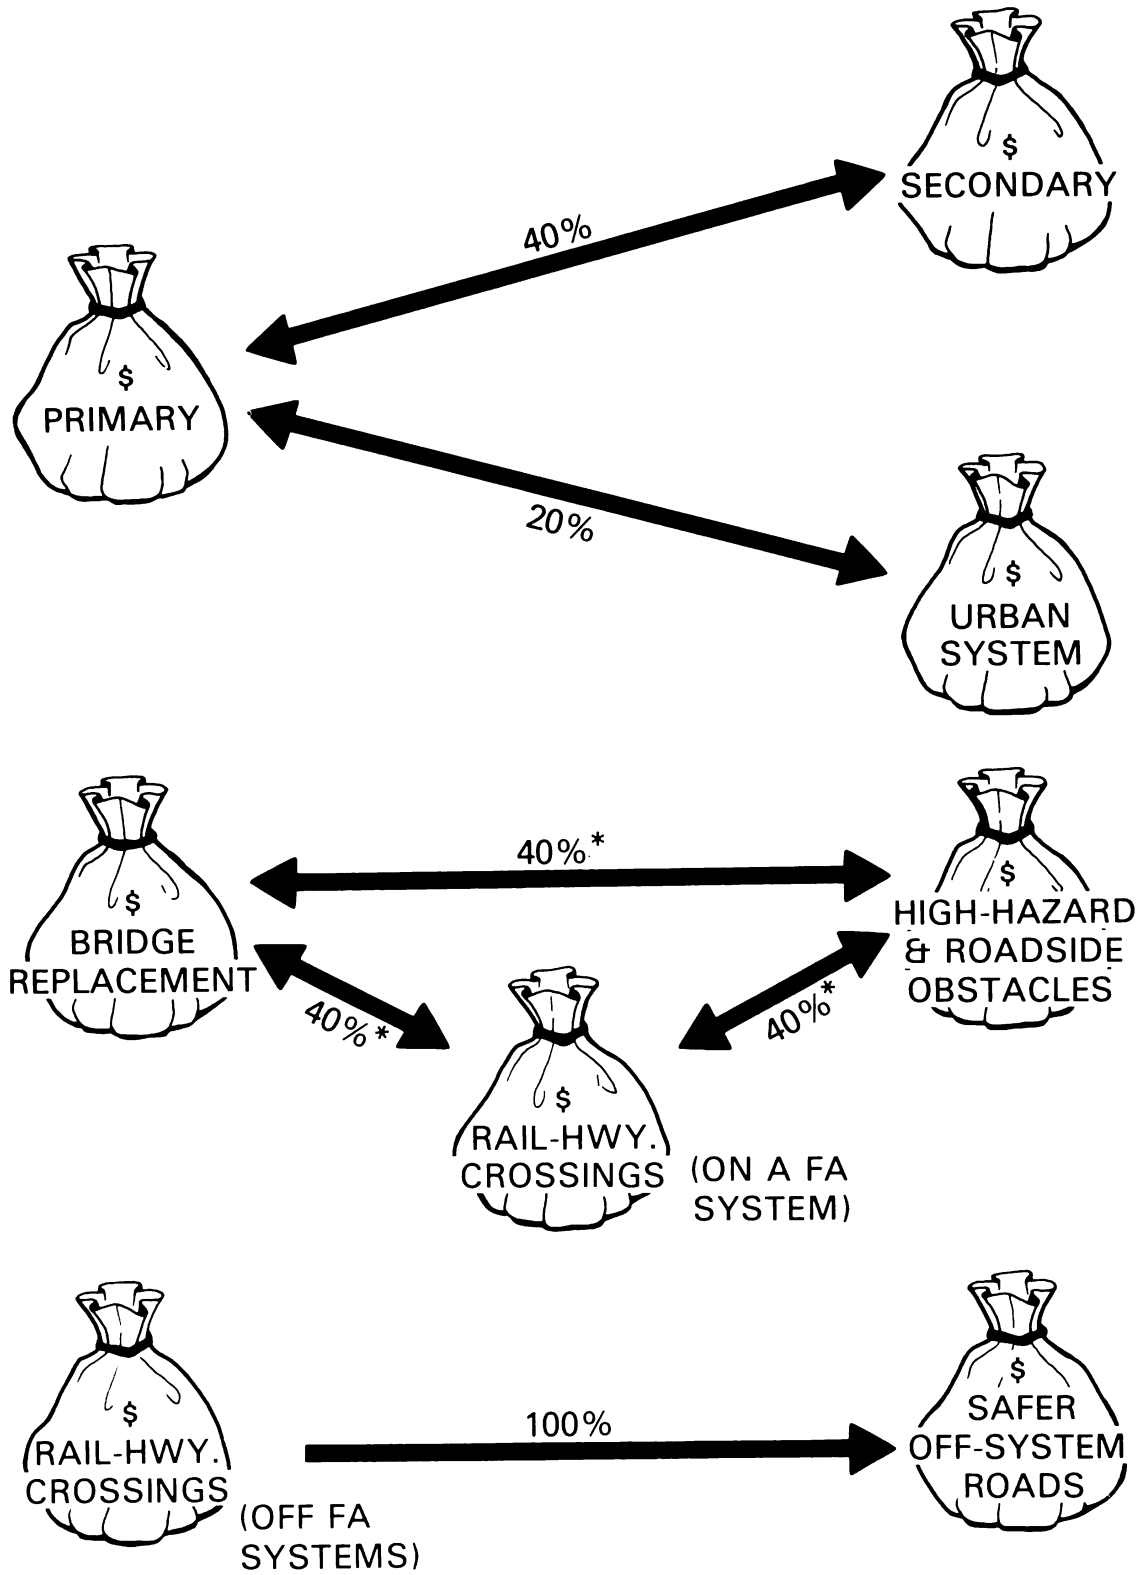 $
SECONDARY
40%
$
PRIMARY
20%
$
URBAN
SYSTEM
40%*
$
BRIDGE
REPLACEMENT
$
HIGH-HAZARD
& ROADSIDE
OBSTACLES
40%*
40%*
$
RAIL-HWY.
CROSSINGS
(ON A FA
SYSTEM)
$
RAIL-HWY.
CROSSINGS
(OFF FA
SYSTEMS)
100%
$
SAFER
OFF-SYSTEM
ROADS